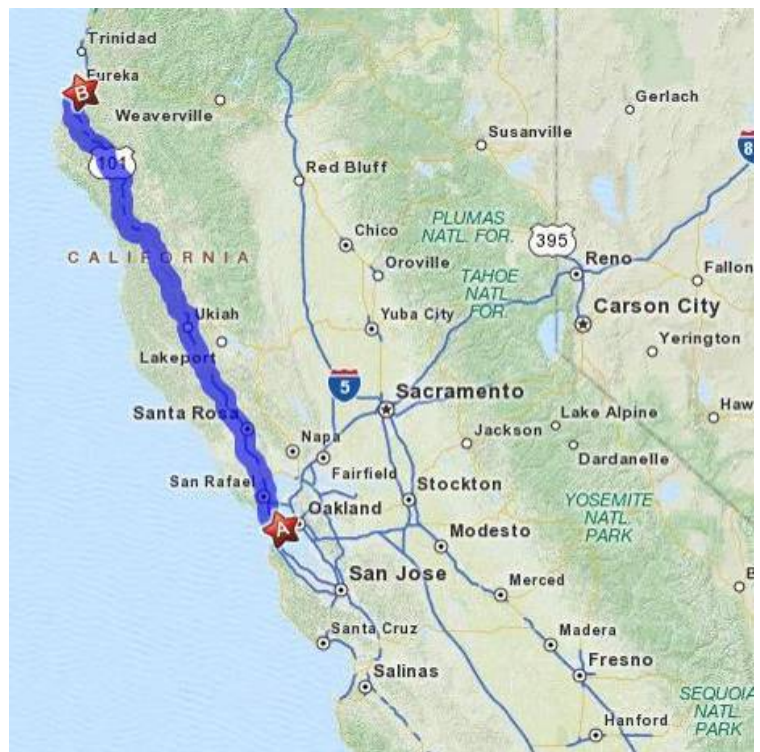 Trinidad
Eureka
B
Weaverville
Gerlach
Susanville
8
101
Red Bluff
PLUMAS
NATL. FOR.
395
Chico
Reno
CALIFORNIA
Oroville
TAHOE
NATL
FOR.
Fallon
Ukiah
Yuba City
Carson City
Lakeport
Yerington
5
Sacramento
Santa Rosa
Lake Alpine
Haw
Napa
Jackson
Dardanelle
San Rafael
Fairfield
Stockton
YOSEMITE
NATL.
PARK
A
Oakland
Modesto
San Jose
Merced
B
Santa Cruz
Madera
Salinas
Fresno
SEQUOIA
NATL.
PARK
Hanford